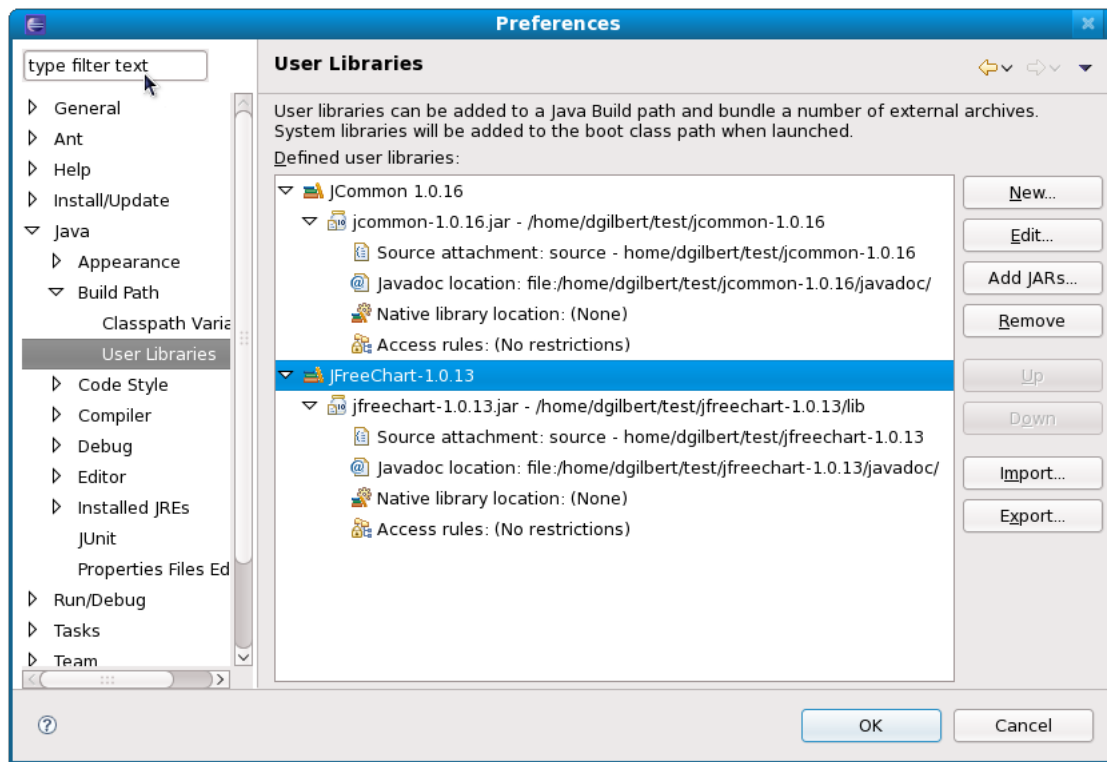 Preferences
type filter text
General
Ant
Help
Install/Update
Java
Appearance
Build Path
Classpath Varia
User Libraries
Code Style
Compiler
Debug
Editor
Installed JREs
JUnit
Properties Files Ed
Run/Debug
Tasks
Team
User Libraries
User libraries can be added to a Java Build path and bundle a number of external archives.
System libraries will be added to the boot class path when launched.
Defined user libraries:
JCommon 1.0.16
jcommon-1.0.16.jar - /home/dgilbert/test/jcommon-1.0.16
Source attachment: source - home/dgilbert/test/jcommon-1.0.16
Javadoc location: file:/home/dgilbert/test/jcommon-1.0.16/javadoc/
Native library location: (None)
Access rules: (No restrictions)
JFreeChart-1.0.13
jfreechart-1.0.13.jar - /home/dgilbert/test/jfreechart-1.0.13/lib
Source attachment: source - home/dgilbert/test/jfreechart-1.0.13
Javadoc location: file:/home/dgilbert/test/jfreechart-1.0.13/javadoc/
Native library location: (None)
Access rules: (No restrictions)
New...
Edit...
Add JARs...
Remove
Up
Down
Import...
Export...
OK
Cancel